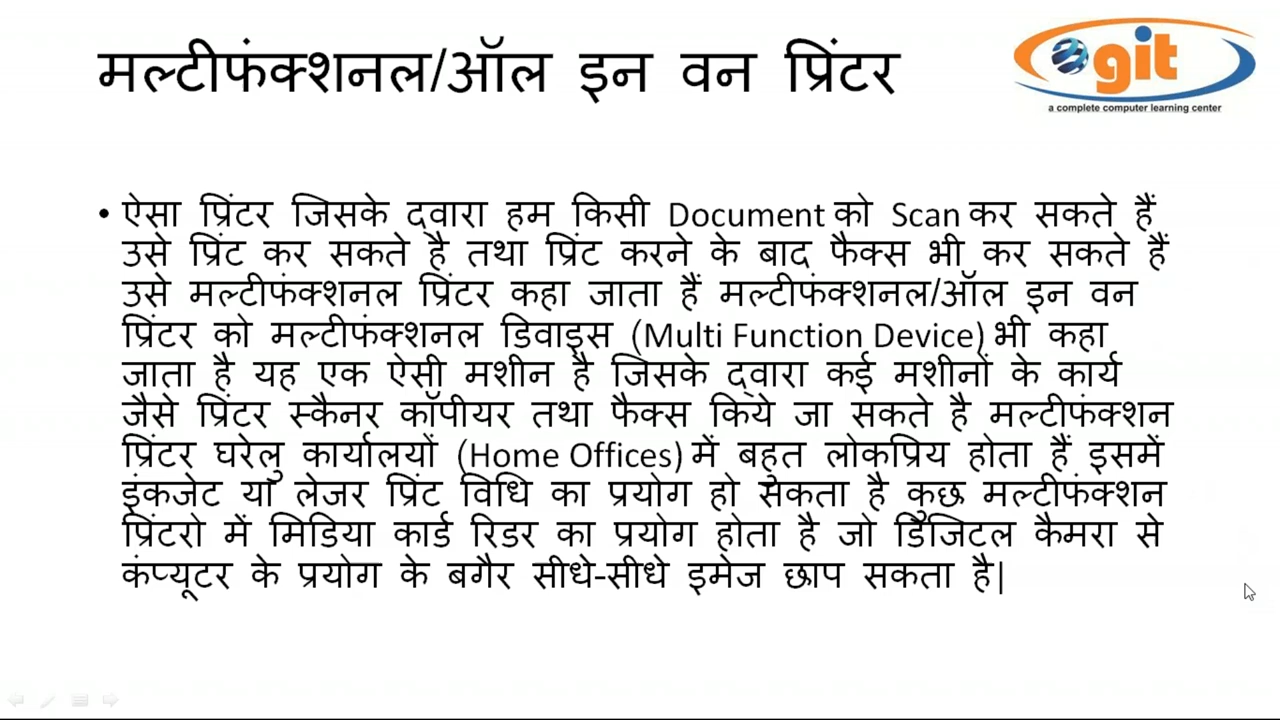 मल्टीफंक्शनल/ऑल इन वन प्रिंटर
egit
a complete computer learning center
• ऐसा प्रिंटर जिसके द्वारा हम किसी Document को Scan कर सकते हैं
उसे प्रिंट कर सकते है तथा प्रिंट करने के बाद फैक्स भी कर सकते हैं
उसे मल्टीफंक्शनल प्रिंटर कहा जाता हैं मल्टीफंक्शनल/ऑल इन वन
प्रिंटर को मल्टीफंक्शनल डिवाइस (Multi Function Device) भी कहा
जाता है यह एक ऐसी मशीन है जिसके द्वारा कई मशीनों के कार्य
जैसे प्रिंटर स्कैनर कॉपीयर तथा फैक्स किये जा सकते है मल्टीफंक्शन
प्रिंटर घरेलु कार्यालयों (Home Offices) में बहुत लोकप्रिय होता हैं इसमें
इंकजेट या लेजर प्रिंट विधि का प्रयोग हो सकता है कुछ मल्टीफंक्शन
प्रिंटरो में मिडिया कार्ड रिडर का प्रयोग होता है जो डिजिटल कैमरा से
कंप्यूटर के प्रयोग के बगैर सीधे-सीधे इमेज छाप सकता है|